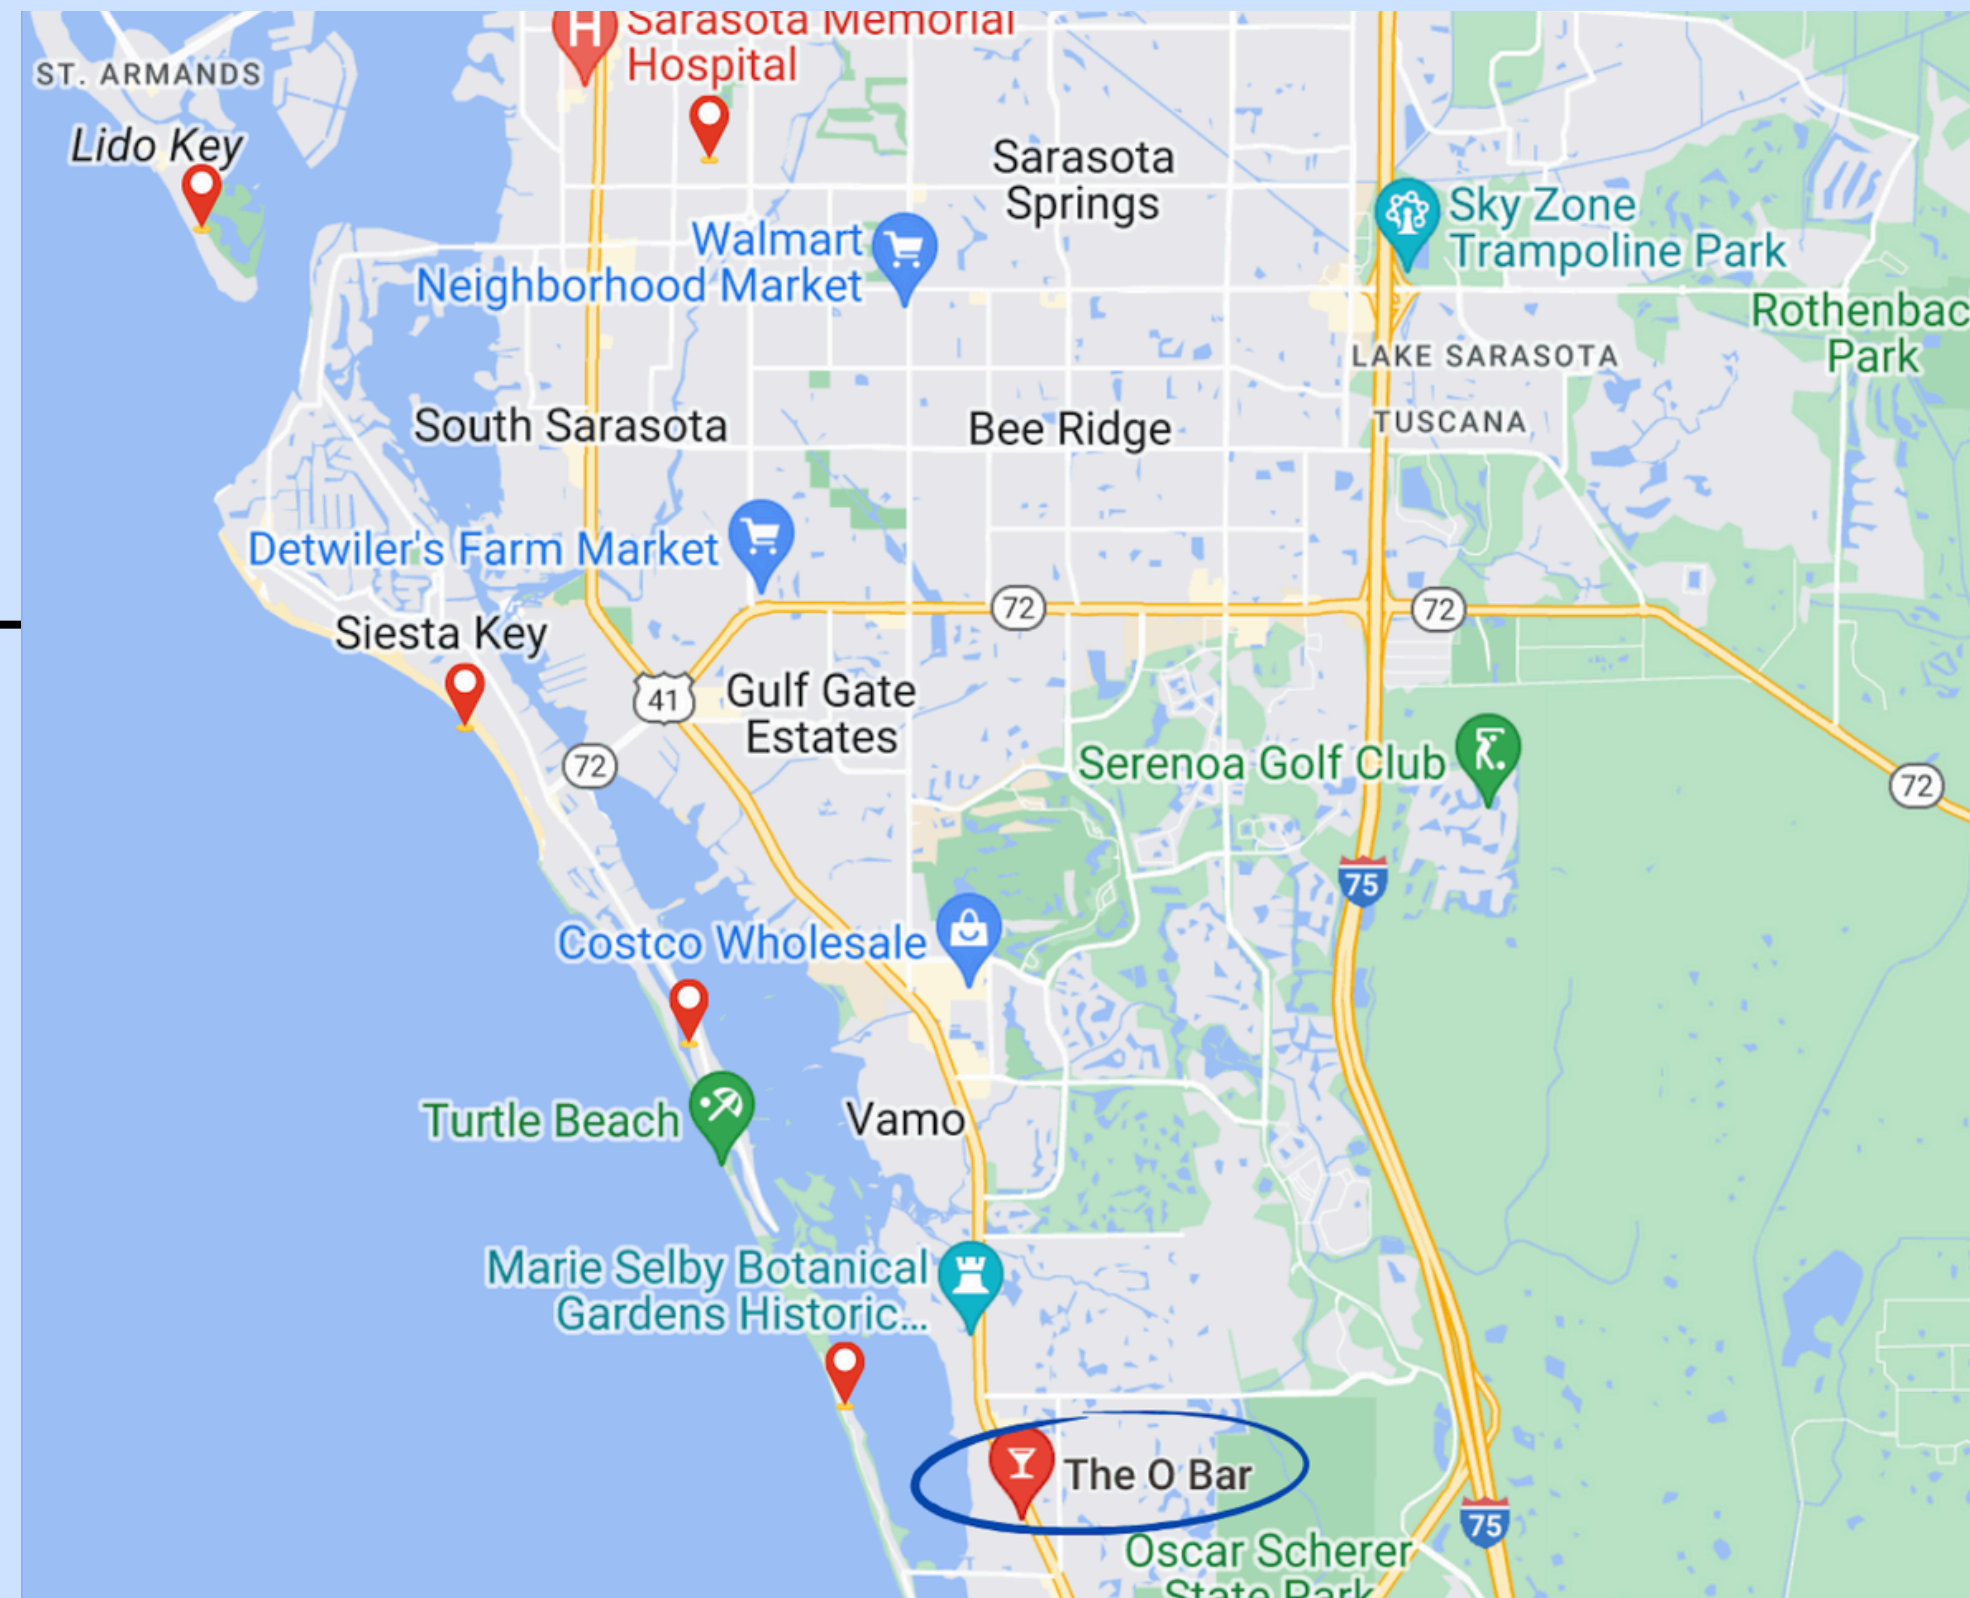 Sarasota Memorial
Hospital
ST. ARMANDS
Lido Key
Sarasota
Springs
Sky Zone
Trampoline Park
Walmart
Neighborhood Market
Rothenbac
Park
LAKE SARASOTA
TUSCANA
South Sarasota
Bee Ridge
Detwiler's Farm Market
72
72
Siesta Key
41
Gulf Gate
Estates
72
Serenoa Golf Club
72
75
Costco Wholesale
Turtle Beach
Vamo
Marie Selby Botanical
Gardens Historic...
The O Bar
75
Oscar Scherer
State Park